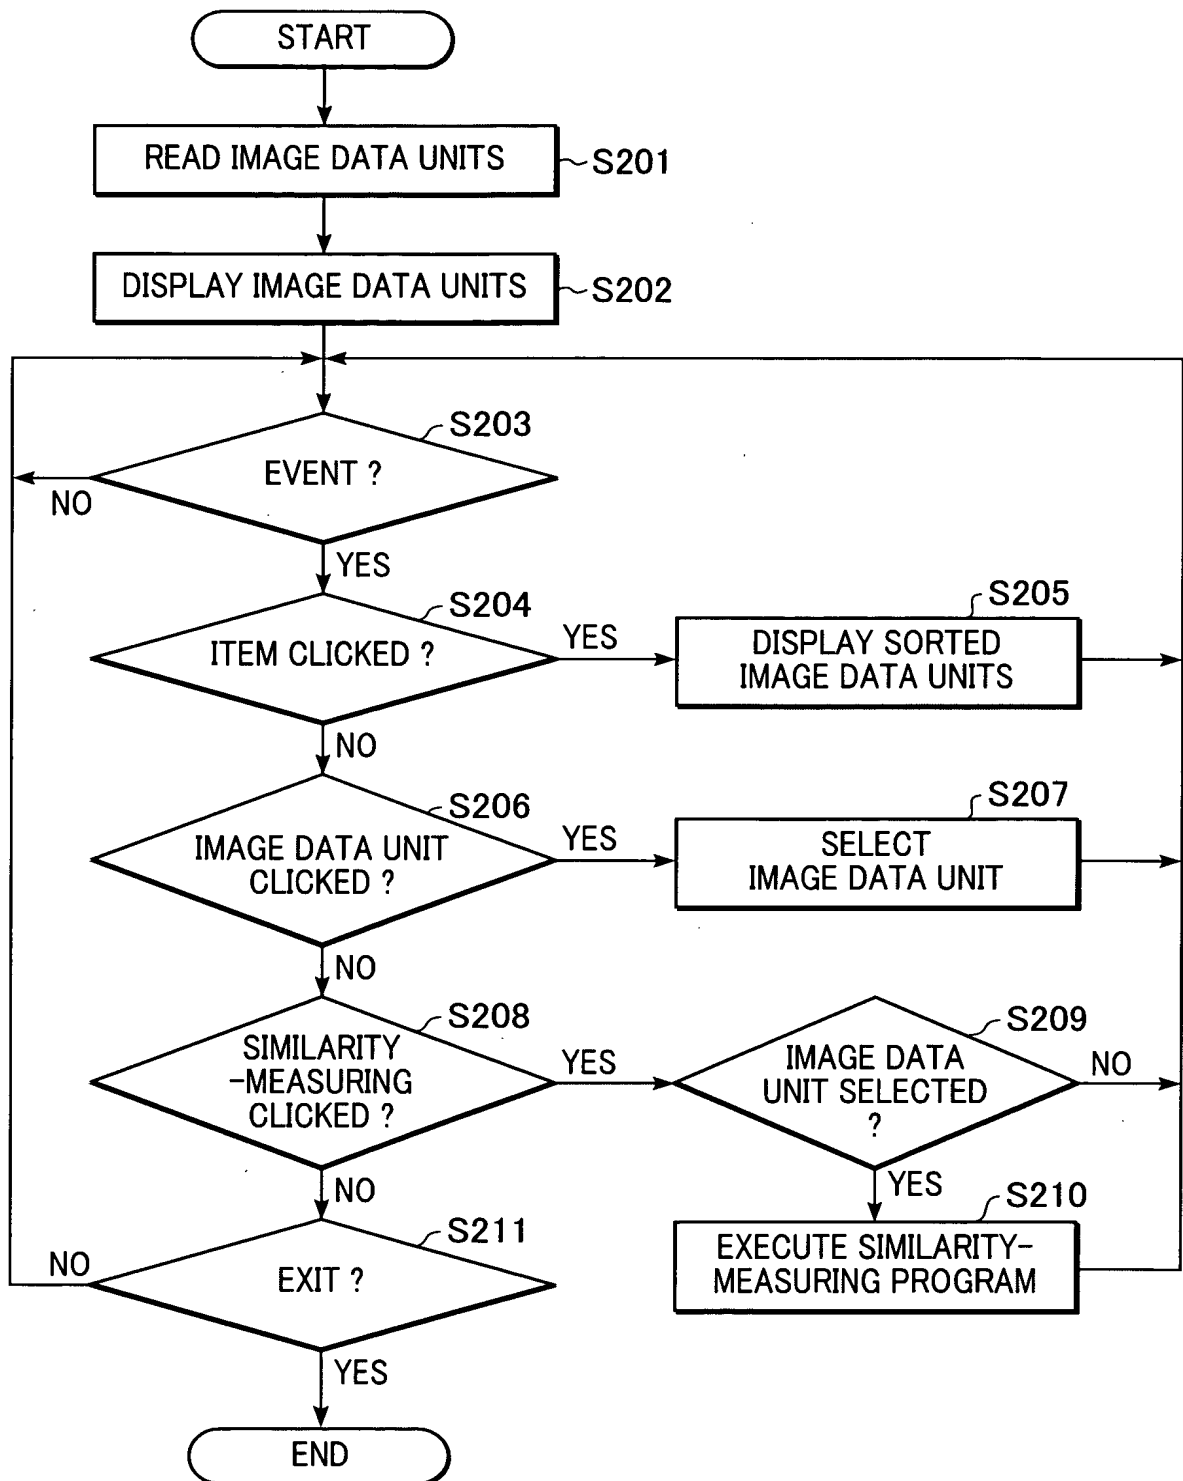 START
READ IMAGE DATA UNITS
S201
DISPLAY IMAGE DATA UNITS
S202
S203
EVENT ?
NO
YES
S204
ITEM CLICKED ?
YES
S205
DISPLAY SORTED
IMAGE DATA UNITS
NO
S206
IMAGE DATA UNIT
CLICKED ?
YES
S207
SELECT
IMAGE DATA UNIT
NO
S208
SIMILARITY
-MEASURING
CLICKED ?
YES
S209
IMAGE DATA
UNIT SELECTED
?
NO
YES
S210
EXECUTE SIMILARITY-
MEASURING PROGRAM
NO
S211
EXIT ?
NO
YES
END